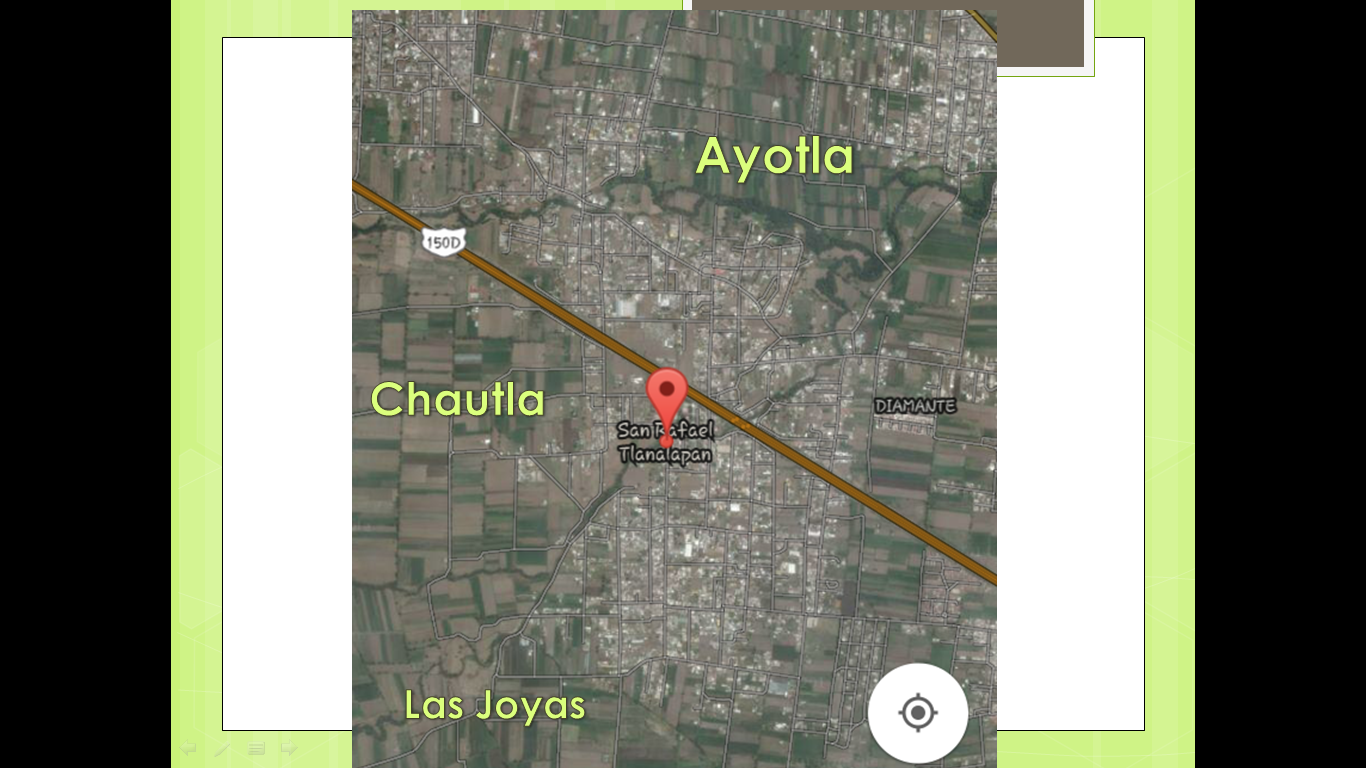 Ayotla
150D
Chautla
DIAMANTE
San Rafael
Tlanalapan
Las Joyas